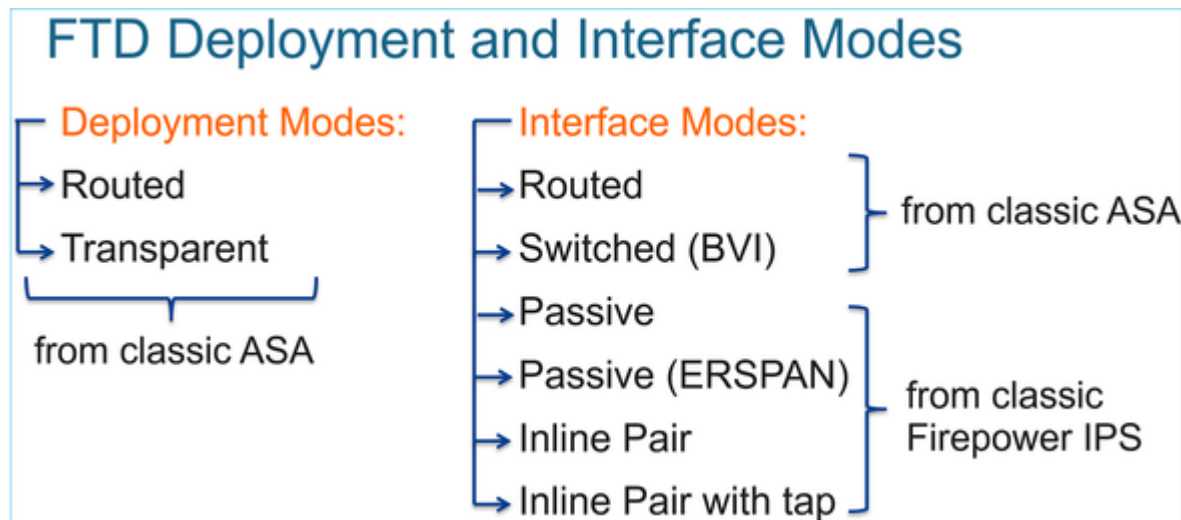 FTD Deployment and Interface Modes
Deployment Modes:
Routed
Transparent
from classic ASA
Interface Modes:
Routed
Switched (BVI)
from classic ASA
Passive
Passive (ERSPAN)
Inline Pair
Inline Pair with tap
from classic
Firepower IPS